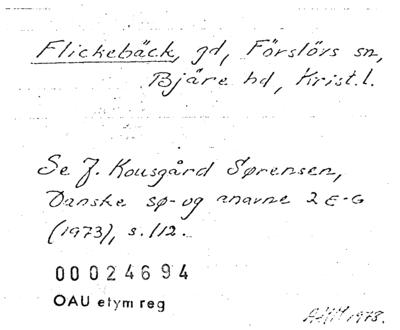 Flickebäck, gd, Förslövs sn,
Bjäre hd, Krist.l.
Se J. Kousgård Sørensen,
Danske sø- og ånavne 2 E-G
(1973), s. 112.
00024694
OAU etym reg
1978.